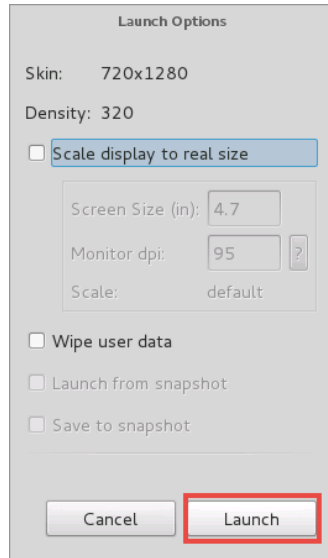 Launch Options
Skin: 720x1280
Density: 320
Scale display to real size
Screen Size (in): 4.7
Monitor dpi: 95 ?
Scale: default
Wipe user data
Launch from snapshot
Save to snapshot
Cancel Launch